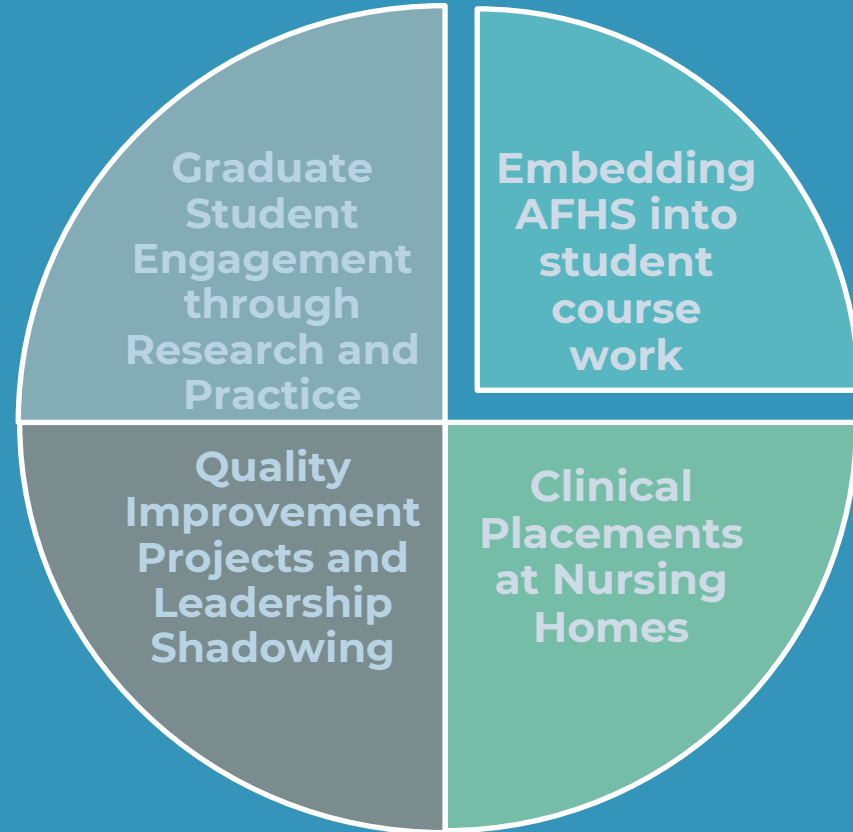 Graduate
Student
Engagement
through
Research and
Practice
Embedding
AFHS into
student
course
work
Quality
Improvement
Projects and
Leadership
Shadowing
Clinical
Placements
at Nursing
Homes